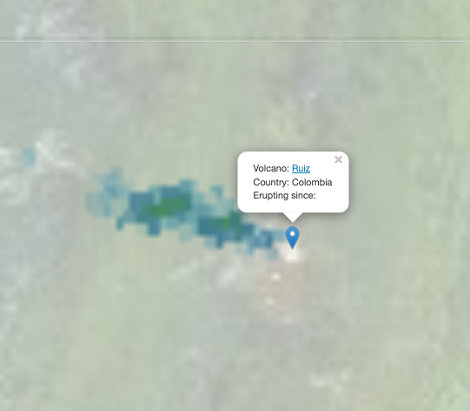 Volcano: Ruiz
Country: Colombia
Erupting since: